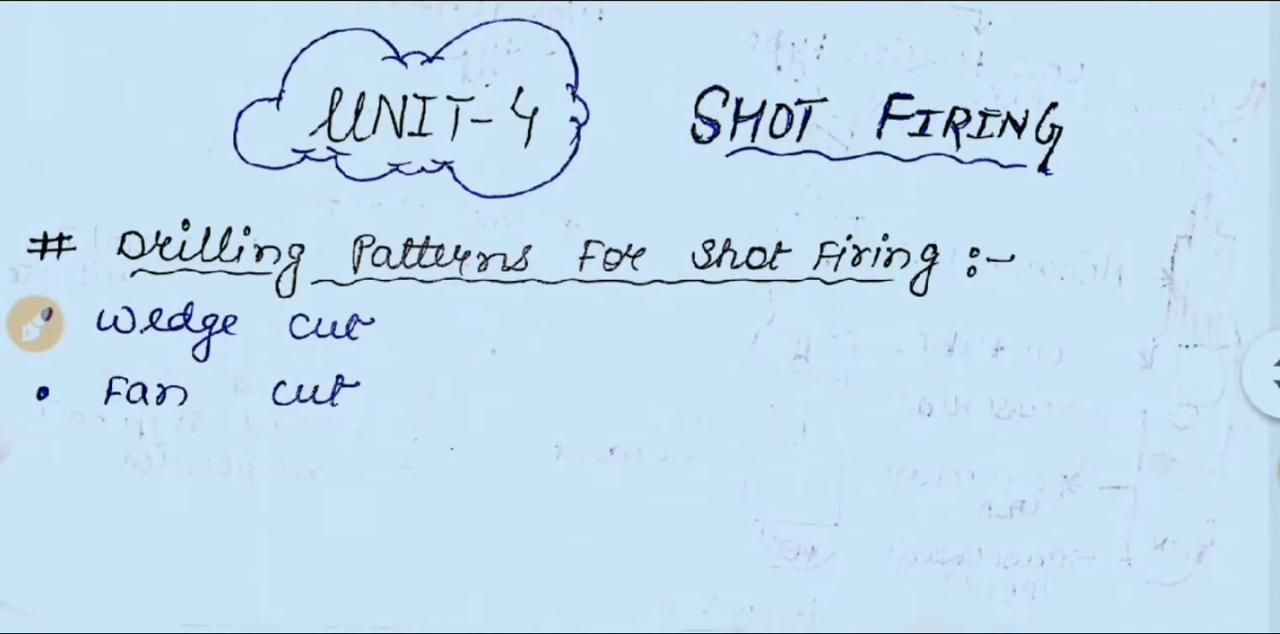 UNIT-4 SHOT FIRING
# Drilling Patterns For Shot Firing :-
wedge cut
• Fan cut